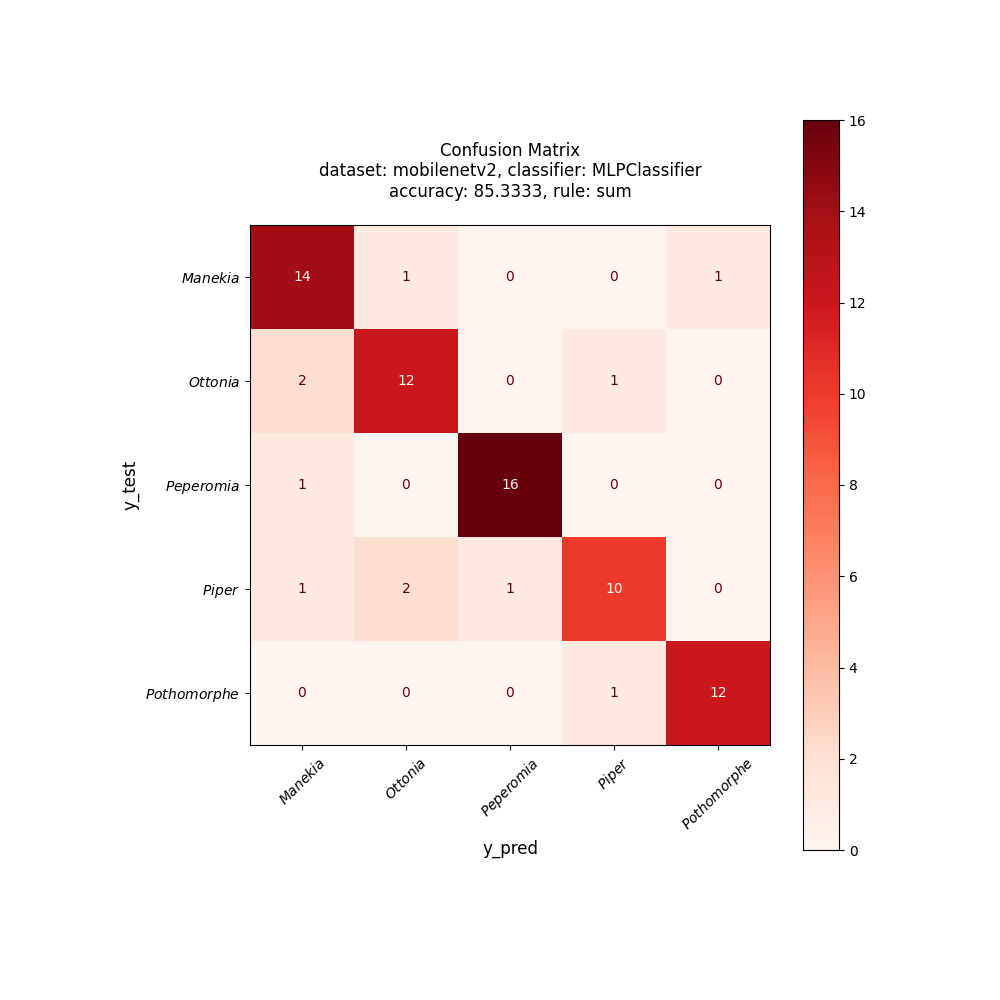 Confusion Matrix
dataset: mobilenetv2, classifier: MLPClassifier
accuracy: 85.3333, rule: sum
y_test
Manekia 14 1 0 0 1
Ottonia 2 12 0 1 0
Peperomia 1 0 16 0 0
Piper 1 2 1 10 0
Pothomorphe 0 0 0 1 12
Manekia Ottonia Peperomia Piper Pothomorphe
y_pred
16
14
12
10
8
6
4
2
0